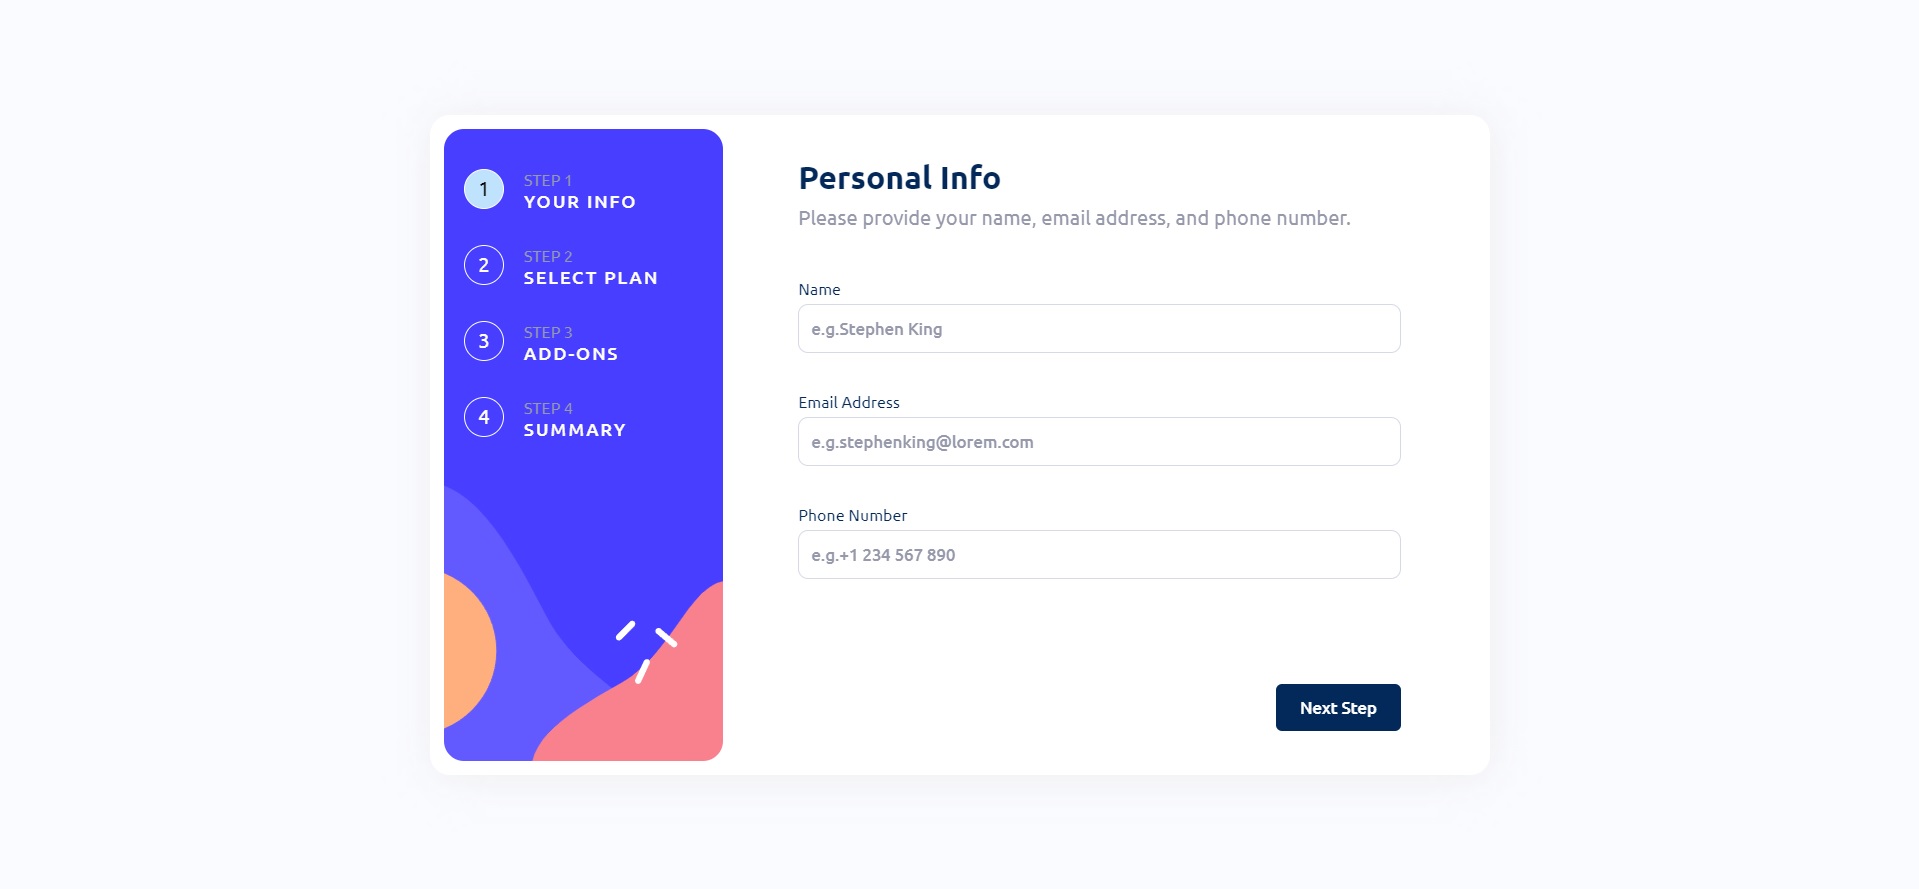 1
STEP 1
YOUR INFO
2
STEP 2
SELECT PLAN
3
STEP 3
ADD-ONS
4
STEP 4
SUMMARY
Personal Info
Please provide your name, email address, and phone number.
Name
e.g.Stephen King
Email Address
e.g.stephenking@lorem.com
Phone Number
e.g.+1 234 567 890
Next Step